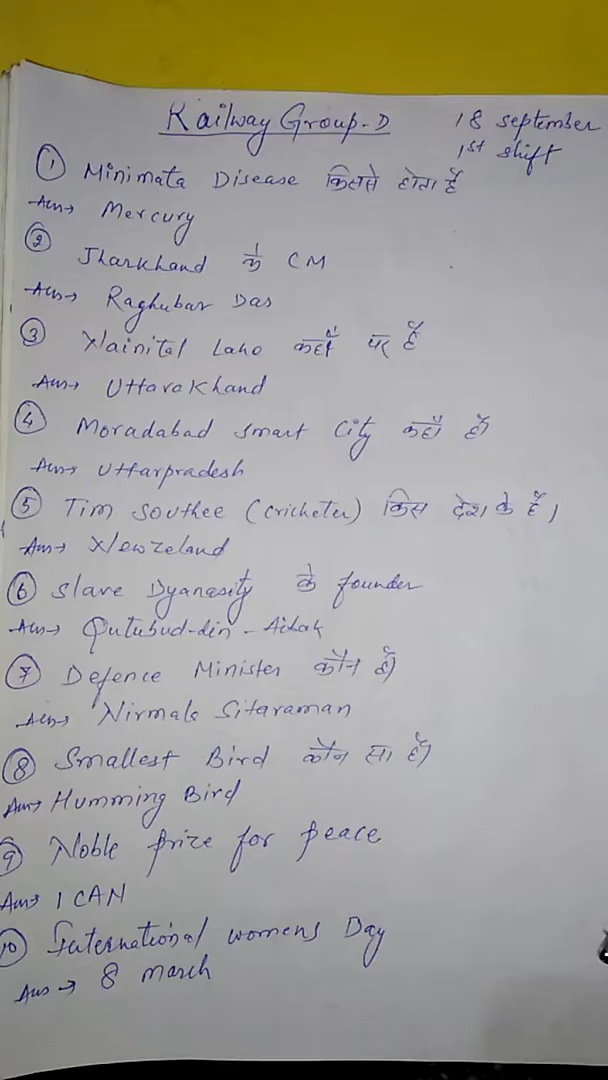 Railway Group-D 18 september
1st shift
① Minimata Disease किससे होता है
Ans→ Mercury
② Jharkhand के CM
Ans→ Raghubar Das
③ Nainital Lake कहाँ पर है
Ans→ Uttarakhand
④ Moradabad smart City कहाँ है
Ans→ Uttarpradesh
⑤ Tim Southee (cricketer) किस देश के हैं।
Ans→ Newzeland
⑥ Slave Dyanasity के founder
Ans→ Qutubud-din-Aibak
⑦ Defence Minister कौन है
Ans→ Nirmala Sitaraman
⑧ Smallest Bird कौन सा है
Ans→ Humming Bird
⑨ Noble prize for peace
Ans→ ICAN
⑩ International womens Day
Ans→ 8 march